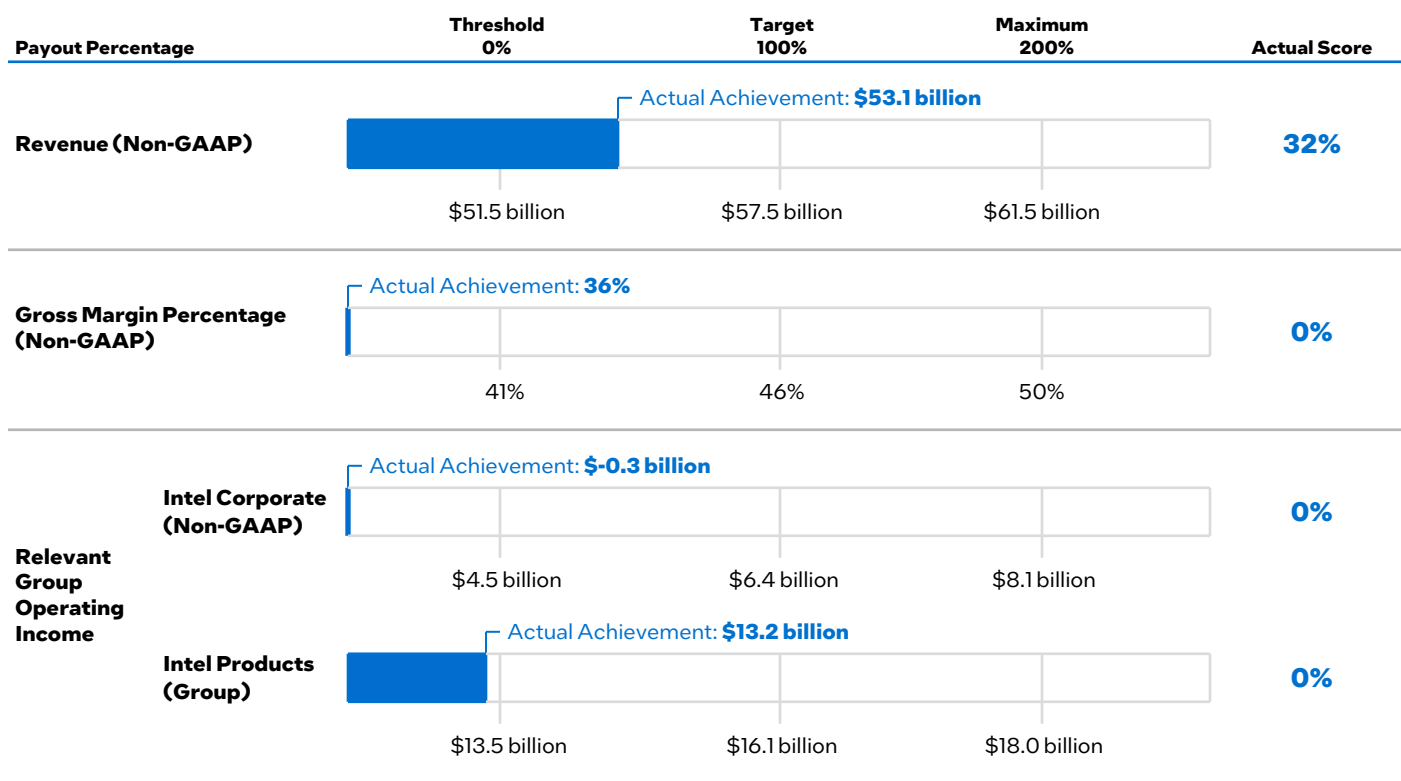 Payout Percentage
Threshold
0%
Target
100%
Maximum
200%
Actual Score
Actual Achievement: $53.1 billion
Revenue (Non-GAAP)
32%
$51.5 billion
$57.5 billion
$61.5 billion
Actual Achievement: 36%
Gross Margin Percentage
(Non-GAAP)
0%
41%
46%
50%
Relevant
Group
Operating
Income
Actual Achievement: $-0.3 billion
Intel Corporate
(Non-GAAP)
0%
$4.5 billion
$6.4 billion
$8.1 billion
Actual Achievement: $13.2 billion
Intel Products
(Group)
0%
$13.5 billion
$16.1 billion
$18.0 billion